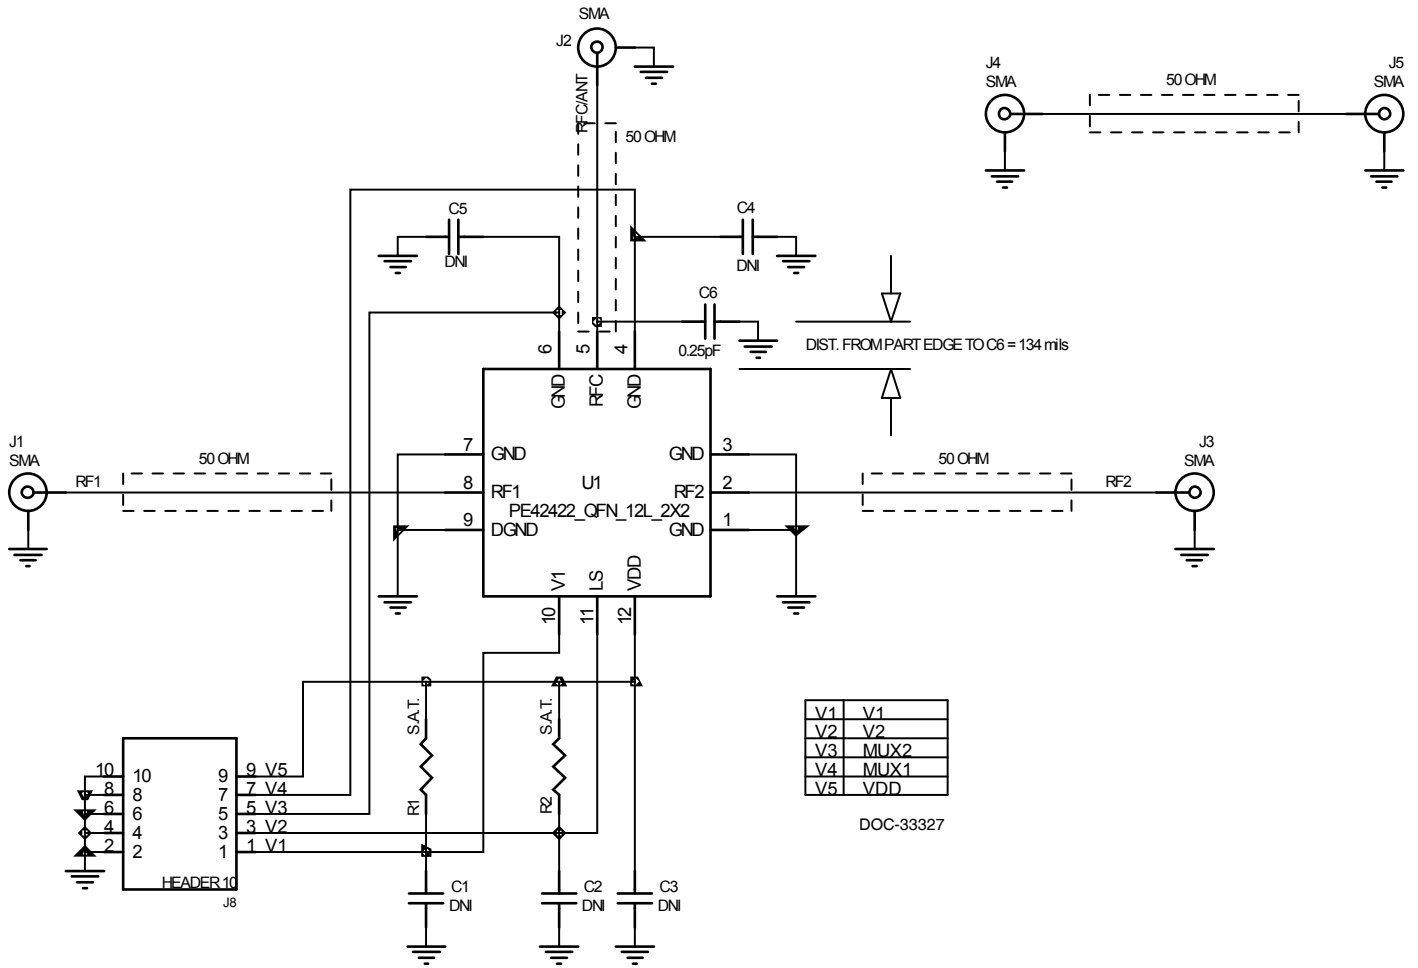 SMA
J2
RFC/ANT
50 OHM
J4
SMA
50 OHM
J5
SMA
C5
DNI
C4
DNI
C6
0.25pF
DIST. FROM PART EDGE TO C6 = 134 mils
6
5
4
GND
RFC
GND
J1
SMA
RF1
50 OHM
7
GND
8
RF1
9
DGND
U1
PE42422_QFN_12L_2X2
GND
3
RF2
2
GND
1
50 OHM
RF2
J3
SMA
V1
LS
VDD
10
11
12
S.A.T.
R1
S.A.T.
R2
10 10 9 9 V5
8 8 7 7 V4
6 6 5 5 V3
4 4 3 3 V2
2 2 1 1 V1
HEADER 10
J8
C1
DNI
C2
DNI
C3
DNI
V1 V1
V2 V2
V3 MUX2
V4 MUX1
V5 VDD
DOC-33327